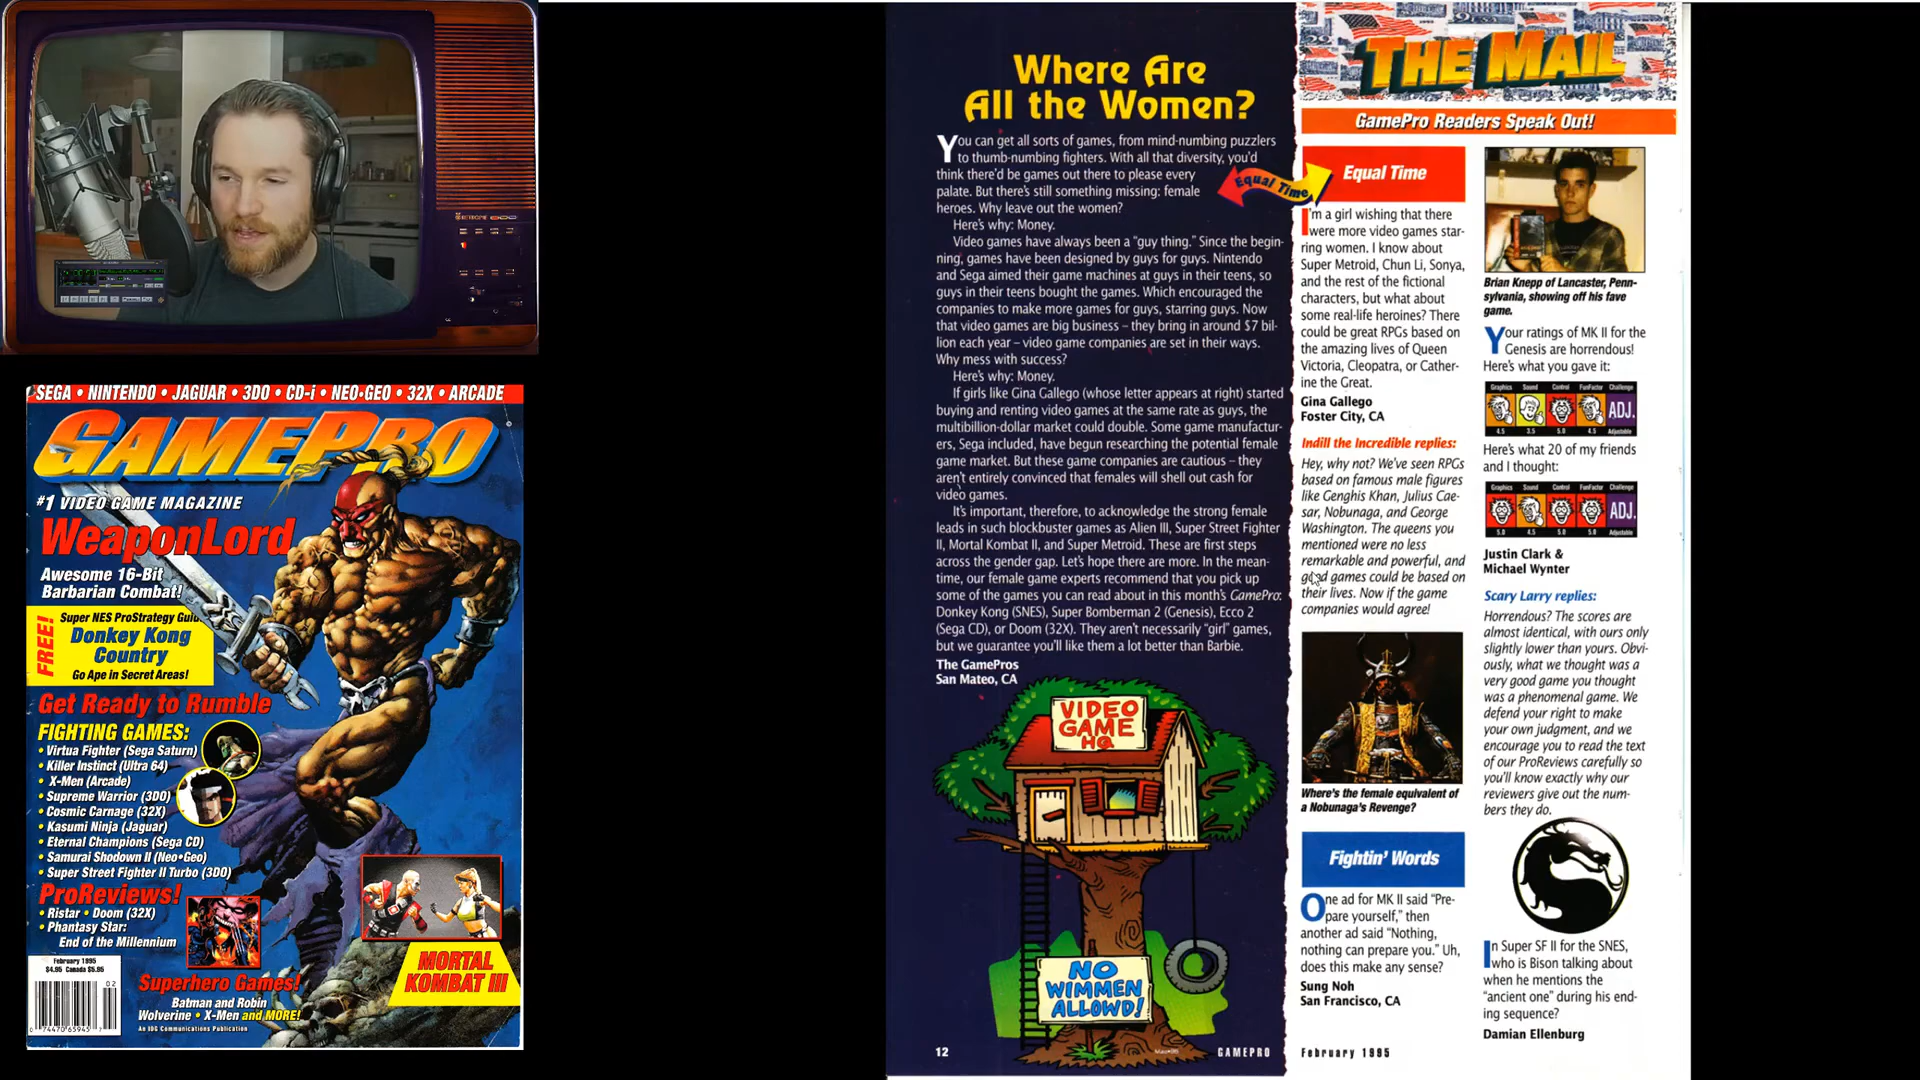 SEGA • NINTENDO • JAGUAR • 3DO • CD-i • NEO•GEO • 32X • ARCADE
GAMEPRO
#1 VIDEO GAME MAGAZINE
WeaponLord
Awesome 16-Bit
Barbarian Combat!
FREE!
Super NES ProStrategy Guide
Donkey Kong
Country
Go Ape in Secret Areas!
Get Ready to Rumble
FIGHTING GAMES:
• Virtua Fighter (Sega Saturn)
• Killer Instinct (Ultra 64)
• X-Men (Arcade)
• Supreme Warrior (3DO)
• Cosmic Carnage (32X)
• Kasumi Ninja (Jaguar)
• Eternal Champions (Sega CD)
• Samurai Shodown II (Neo•Geo)
• Super Street Fighter II Turbo (3DO)
ProReviews!
• Ristar • Doom (32X)
• Phantasy Star:
End of the Millennium
February 1995
$4.95 Canada $5.95
02
Superhero Games!
Batman and Robin
Wolverine • X-Men and MORE!
An IDG Communications Publication
MORTAL
KOMBAT III
Where Are
All the Women?
You can get all sorts of games, from mind-numbing puzzlers
to thumb-numbing fighters. With all that diversity, you'd
think there'd be games out there to please every
palate. But there's still something missing: female
heroes. Why leave out the women?
Here's why: Money.
Video games have always been a "guy thing." Since the begin-
ning, games have been designed by guys for guys. Nintendo
and Sega aimed their game machines at guys in their teens, so
guys in their teens bought the games. Which encouraged the
companies to make more games for guys, starring guys. Now
that video games are big business – they bring in around $7 bil-
lion each year – video game companies are set in their ways.
Why mess with success?
Here's why: Money.
If girls like Gina Gallego (whose letter appears at right) started
buying and renting video games at the same rate as guys, the
multibillion-dollar market could double. Some game manufactur-
ers, Sega included, have begun researching the potential female
game market. But these game companies are cautious – they
aren't entirely convinced that females will shell out cash for
video games.
It's important, therefore, to acknowledge the strong female
leads in such blockbuster games as Alien III, Super Street Fighter
II, Mortal Kombat II, and Super Metroid. These are first steps
across the gender gap. Let's hope there are more. In the mean-
time, our female game experts recommend that you pick up
some of the games you can read about in this month's GamePro:
Donkey Kong (SNES), Super Bomberman 2 (Genesis), Ecco 2
(Sega CD), or Doom (32X). They aren't necessarily "girl" games,
but we guarantee you'll like them a lot better than Barbie.
The GamePros
San Mateo, CA
VIDEO
GAME
HQ
NO
WIMMEN
ALLOWD!
12
GAMEPRO
Equal Time
THE MAIL
GamePro Readers Speak Out!
Equal Time
I'm a girl wishing that there
were more video games star-
ring women. I know about
Super Metroid, Chun Li, Sonya,
and the rest of the fictional
characters, but what about
some real-life heroines? There
could be great RPGs based on
the amazing lives of Queen
Victoria, Cleopatra, or Cather-
ine the Great.
Gina Gallego
Foster City, CA
Indill the Incredible replies:
Hey, why not? We've seen RPGs
based on famous male figures
like Genghis Khan, Julius Cae-
sar, Nobunaga, and George
Washington. The queens you
mentioned were no less
remarkable and powerful, and
good games could be based on
their lives. Now if the game
companies would agree!
Where's the female equivalent of
a Nobunaga's Revenge?
Fightin' Words
One ad for MK II said "Pre-
pare yourself," then
another ad said "Nothing,
nothing can prepare you." Uh,
does this make any sense?
Sung Noh
San Francisco, CA
February 1995
Brian Knepp of Lancaster, Penn-
sylvania, showing off his fave
game.
Your ratings of MK II for the
Genesis are horrendous!
Here's what you gave it:
Graphics Sound Control FunFactor Challenge
ADJ.
4.5 3.5 5.0 4.5 Adjustable
Here's what 20 of my friends
and I thought:
Graphics Sound Control FunFactor Challenge
ADJ.
5.0 4.5 5.0 5.0 Adjustable
Justin Clark &
Michael Wynter
Scary Larry replies:
Horrendous? The scores are
almost identical, with ours only
slightly lower than yours. Obvi-
ously, what we thought was a
very good game you thought
was a phenomenal game. We
defend your right to make
your own judgment, and we
encourage you to read the text
of our ProReviews carefully so
you'll know exactly why our
reviewers give out the num-
bers they do.
In Super SF II for the SNES,
who is Bison talking about
when he mentions the
"ancient one" during his end-
ing sequence?
Damian Ellenburg